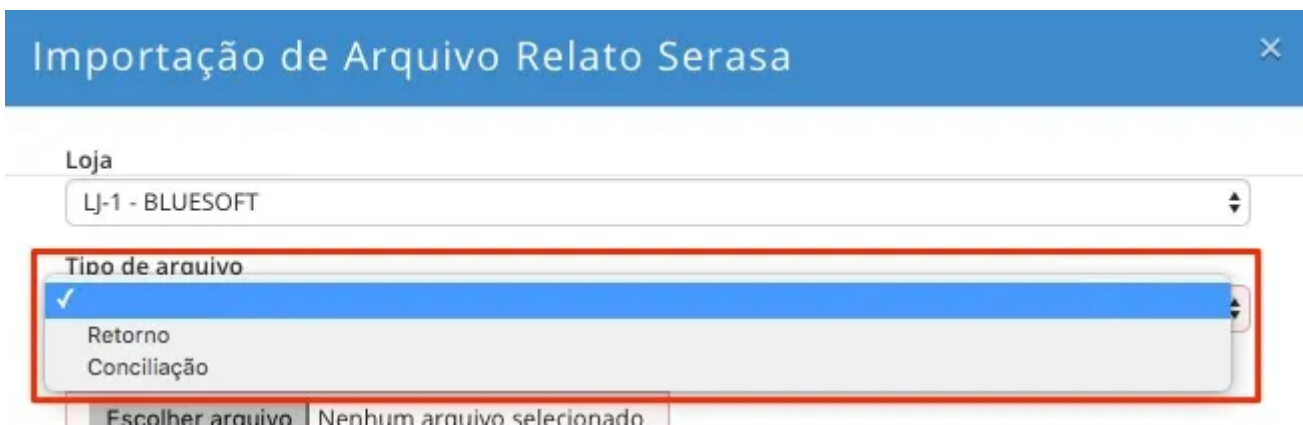 Importação de Arquivo Relato Serasa
Loja
LJ-1 - BLUESOFT
Tipo de arquivo
Retorno
Conciliação
Escolher arquivo Nenhum arquivo selecionado